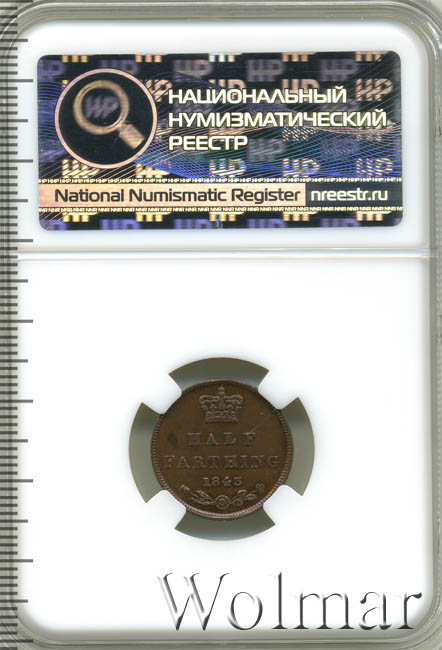 НАЦИОНАЛЬНЫЙ
НУМИЗМАТИЧЕСКИЙ
РЕЕСТР
National Numismatic Register
nreestr.ru
HALF
FARTHING
1843
Wolmar